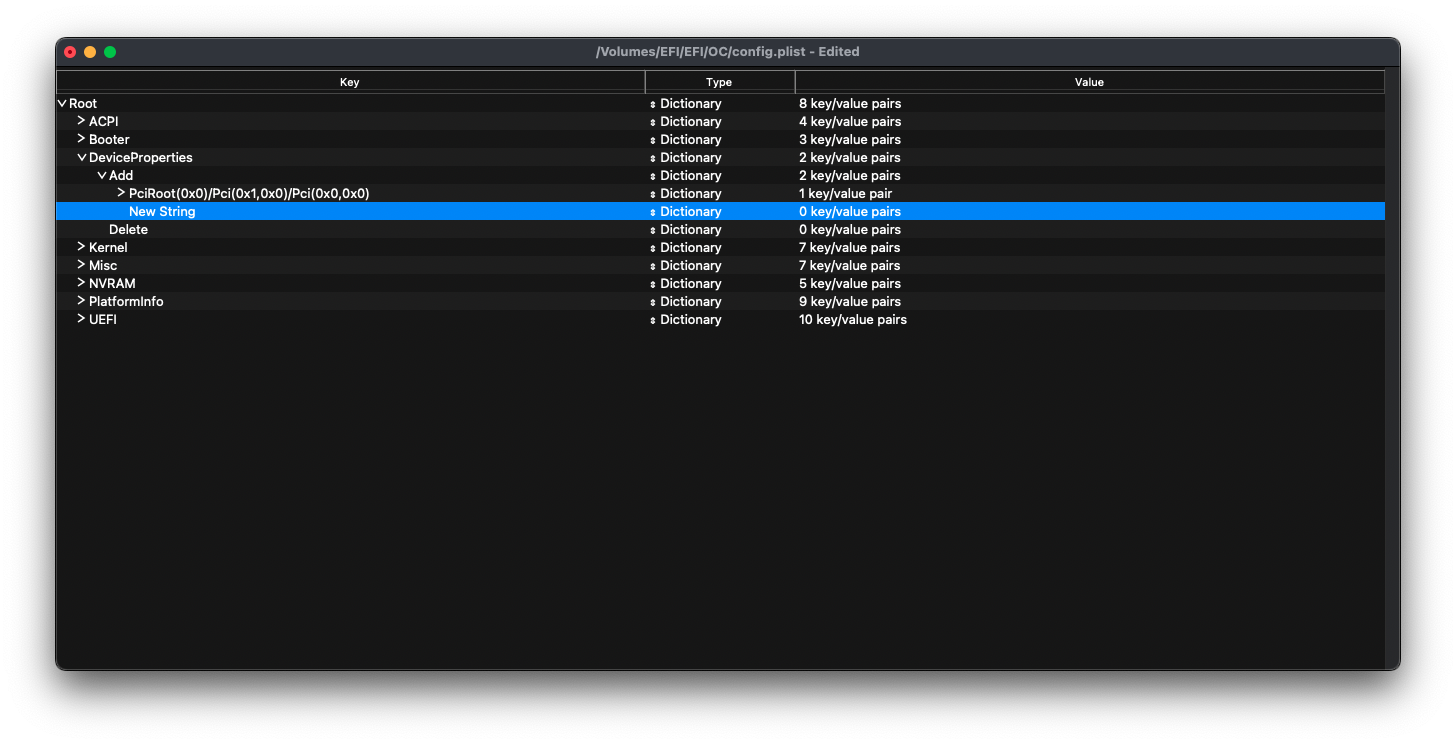 /Volumes/EFI/EFI/OC/config.plist - Edited
Key Type Value
Root Dictionary 8 key/value pairs
ACPI Dictionary 4 key/value pairs
Booter Dictionary 3 key/value pairs
DeviceProperties Dictionary 2 key/value pairs
Add Dictionary 2 key/value pairs
PciRoot(0x0)/Pci(0x1,0x0)/Pci(0x0,0x0) Dictionary 1 key/value pair
New String Dictionary 0 key/value pairs
Delete Dictionary 0 key/value pairs
Kernel Dictionary 7 key/value pairs
Misc Dictionary 7 key/value pairs
NVRAM Dictionary 5 key/value pairs
PlatformInfo Dictionary 9 key/value pairs
UEFI Dictionary 10 key/value pairs